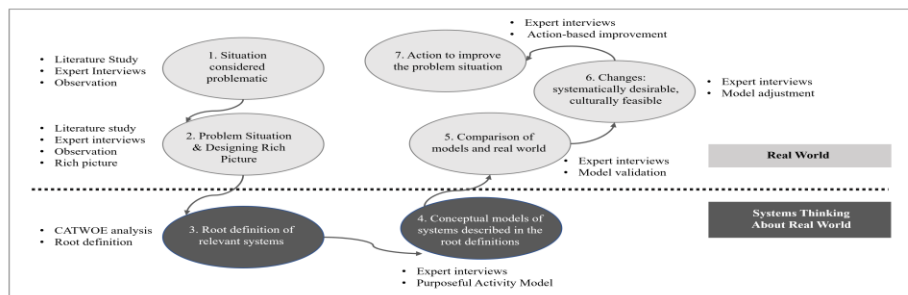 • Expert interviews
• Action-based improvement
• Literature Study
• Expert Interviews
• Observation
1. Situation
considered
problematic
7. Action to improve
the problem situation
6. Changes:
systematically desirable,
culturally feasible
• Expert interviews
• Model adjustment
• Literature study
• Expert interviews
• Observation
• Rich picture
2. Problem Situation
& Designing Rich
Picture
5. Comparison of
models and real world
• Expert interviews
• Model validation
Real World
• CATWOE analysis
• Root definition
3. Root definition of
relevant systems
4. Conceptual models of
systems described in the
root definitions
Systems Thinking
About Real World
• Expert interviews
• Purposeful Activity Model